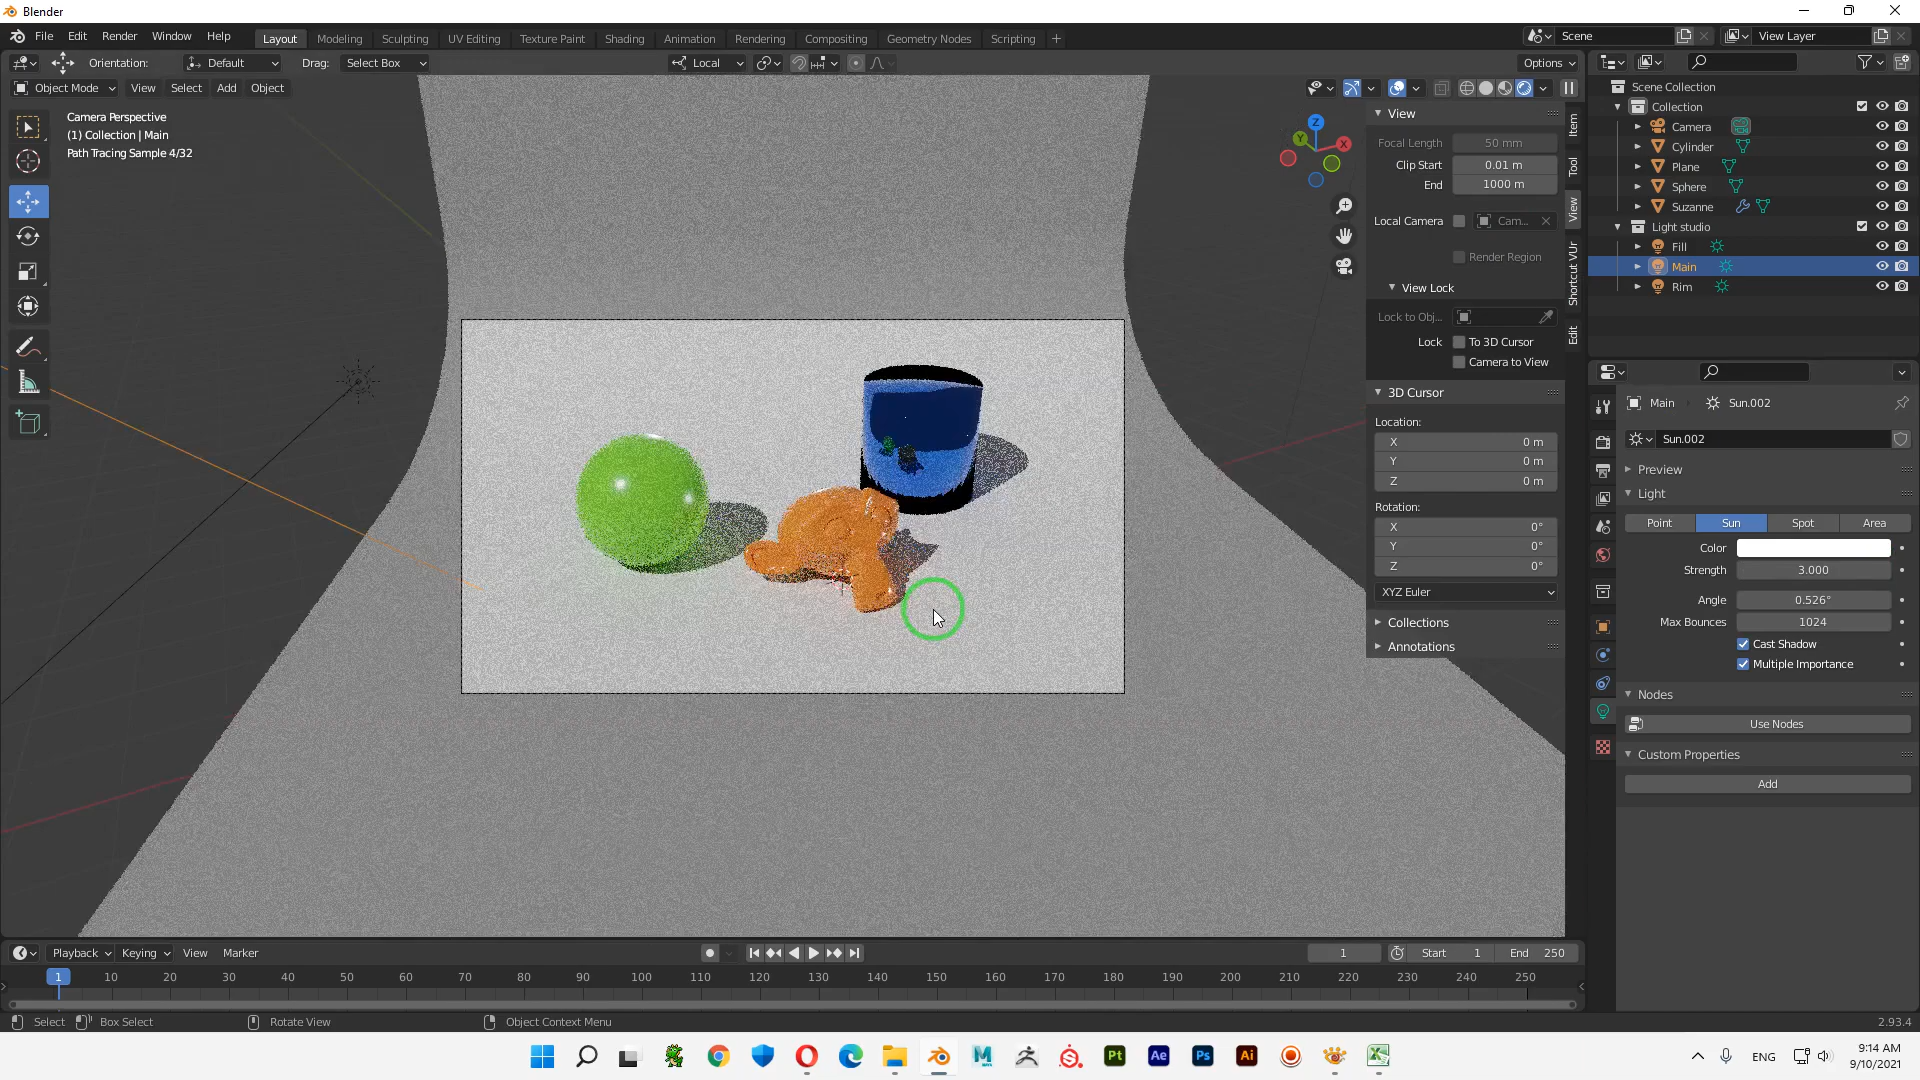 Blender
File Edit Render Window Help
Layout Modeling Sculpting UV Editing Texture Paint Shading Animation Rendering Compositing Geometry Nodes Scripting +
Scene View Layer
Orientation: Default Drag: Select Box Local Options
Object Mode View Select Add Object
Camera Perspective
(1) Collection | Main
Path Tracing Sample 4/32
Z
Y
X
View
Focal Length 50 mm
Clip Start 0.01 m
End 1000 m
Local Camera Cam...
Render Region
View Lock
Lock to Obj...
Lock To 3D Cursor
Camera to View
3D Cursor
Location:
X 0 m
Y 0 m
Z 0 m
Rotation:
X 0°
Y 0°
Z 0°
XYZ Euler
Collections
Annotations
Item
Tool
View
Shortcut VUr
Edit
Scene Collection
Collection
Camera
Cylinder
Plane
Sphere
Suzanne
Light studio
Fill
Main
Rim
Main Sun.002
Sun.002
Preview
Light
Point Sun Spot Area
Color
Strength 3.000
Angle 0.526°
Max Bounces 1024
Cast Shadow
Multiple Importance
Nodes
Use Nodes
Custom Properties
Add
Playback Keying View Marker 1 Start 1 End 250
1 10 20 30 40 50 60 70 80 90 100 110 120 130 140 150 160 170 180 190 200 210 220 230 240 250
Select Box Select Rotate View Object Context Menu 2.93.4
Pt Ae Ps Ai ENG
9:14 AM
9/10/2021